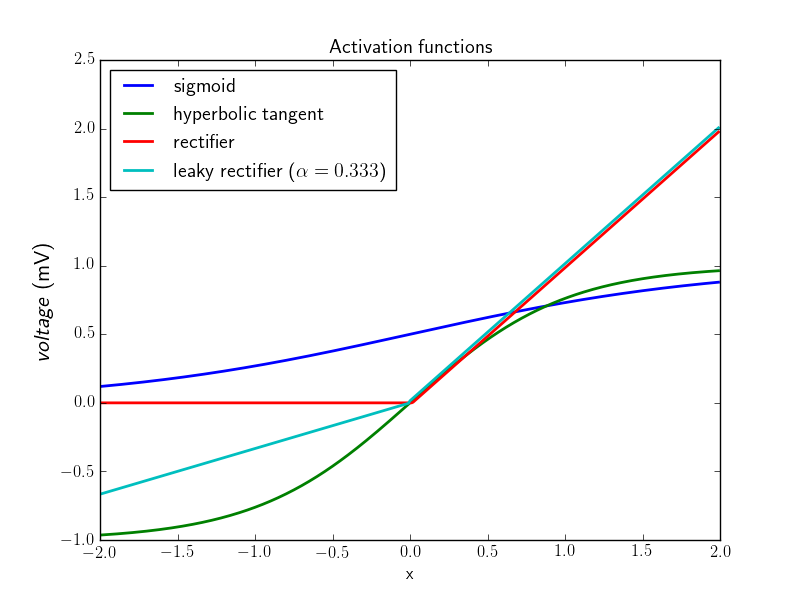 Activation functions
sigmoid
hyperbolic tangent
rectifier
leaky rectifier (α = 0.333)
voltage (mV)
2.5
2.0
1.5
1.0
0.5
0.0
−0.5
−1.0
−2.0 −1.5 −1.0 −0.5 0.0 0.5 1.0 1.5 2.0
x